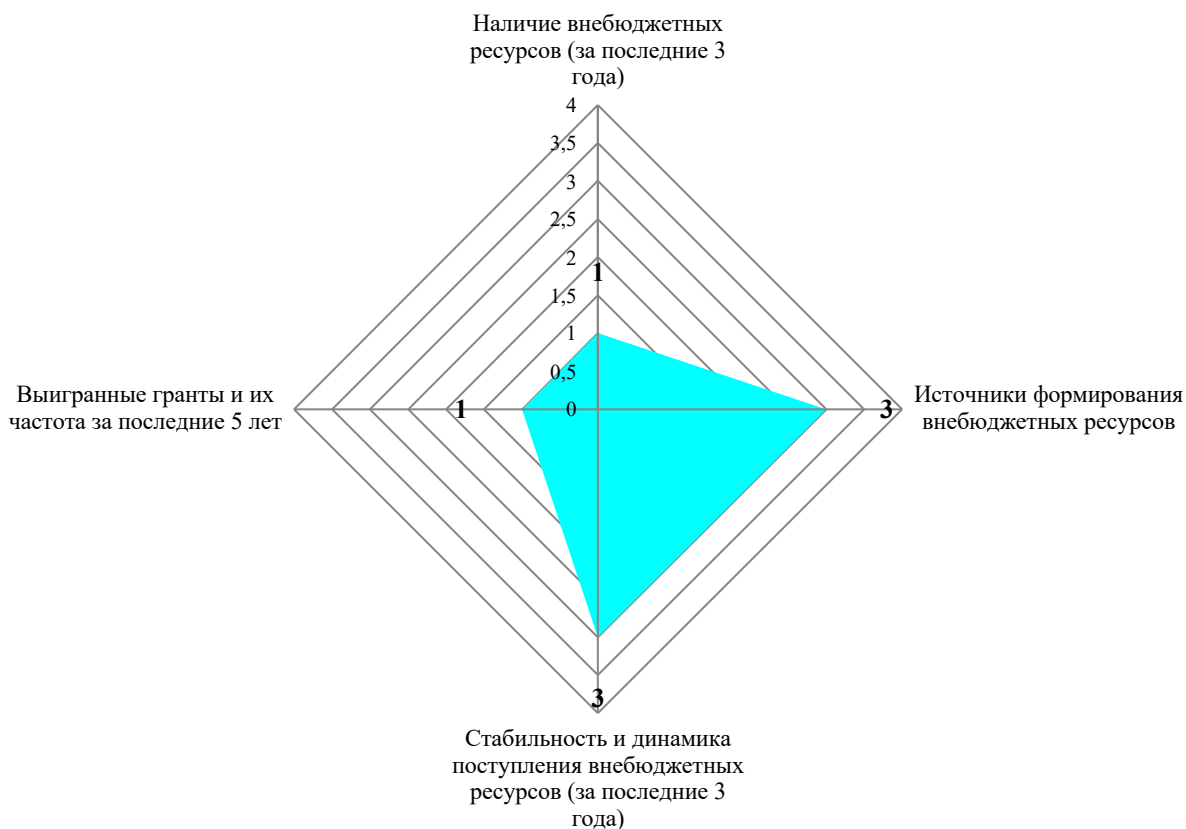 Наличие внебюджетных
ресурсов (за последние 3
года)
4
3,5
3
2,5
2
1
1,5
1
0,5
0
Выигранные гранты и их
частота за последние 5 лет
1
3
Источники формирования
внебюджетных ресурсов
3
Стабильность и динамика
поступления внебюджетных
ресурсов (за последние 3
года)